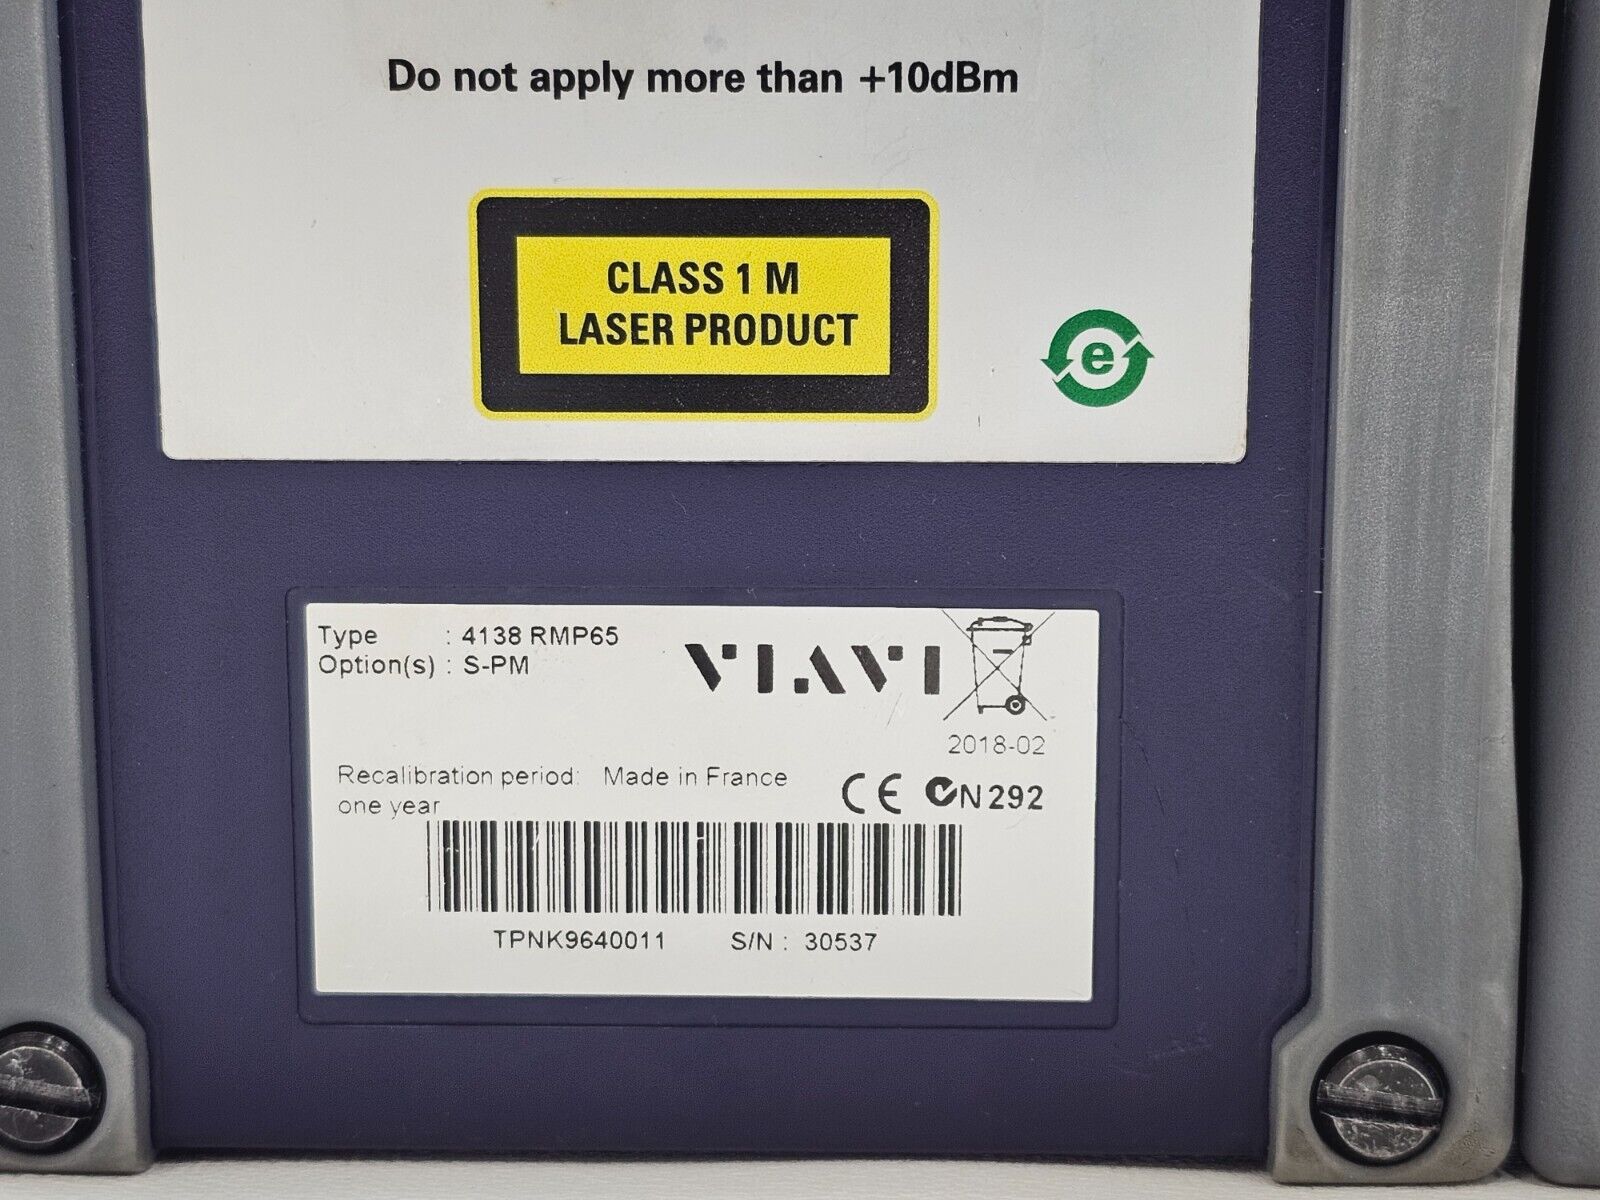 Do not apply more than +10dBm
CLASS 1 M
LASER PRODUCT
e
Type : 4138 RMP65
Option(s) : S-PM
VIAVI
2018-02
Recalibration period: Made in France
one year
CE N292
TPNK9640011 S/N : 30537